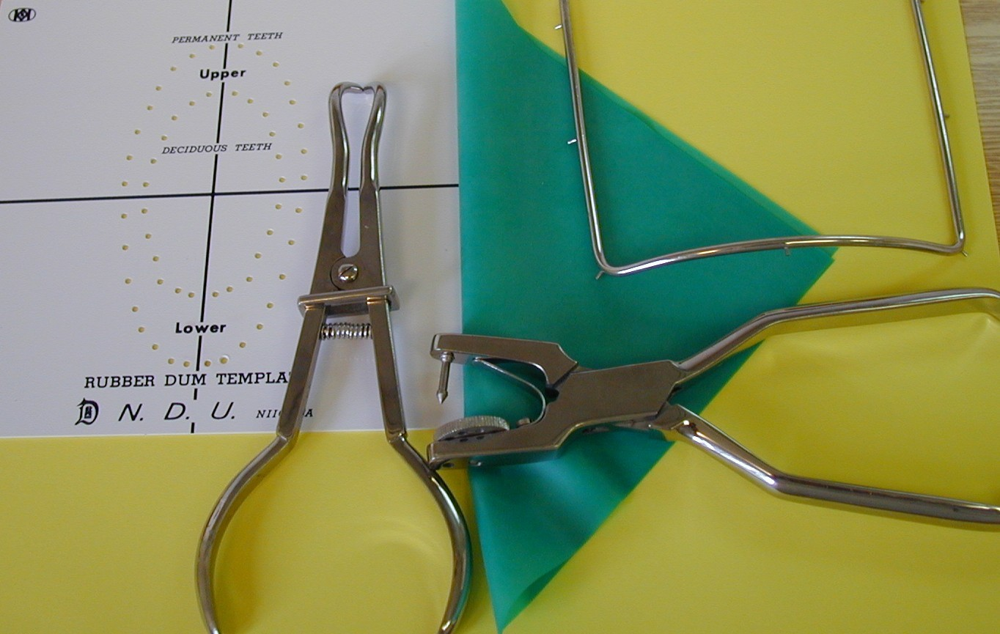 PERMANENT TEETH
Upper
DECIDUOUS TEETH
Lower
RUBBER DUM TEMPLA
N. D. U.